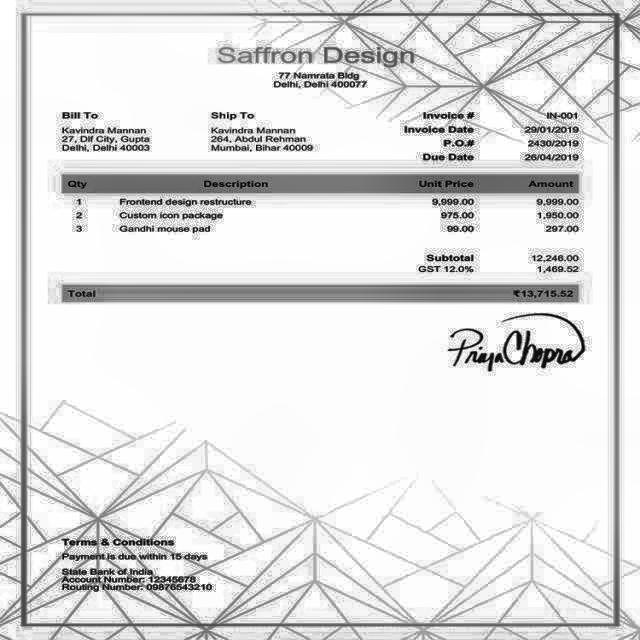 Saffron Design
77 Namrata Bldg
Delhi, Delhi 400077
Bill To
Kavindra Mannan
27, Dlf City, Gupta
Delhi, Delhi 40003
Ship To
Kavindra Mannan
264, Abdul Rehman
Mumbai, Bihar 40009
Invoice # IN-001
Invoice Date 29/01/2019
P.O.# 2430/2019
Due Date 26/04/2019
Qty Description Unit Price Amount
1 Frontend design restructure 9,999.00 9,999.00
2 Custom icon package 975.00 1,950.00
3 Gandhi mouse pad 99.00 297.00
Subtotal 12,246.00
GST 12.0% 1,469.52
Total ₹13,715.52
Priya Chopra
Terms & Conditions
Payment is due within 15 days
State Bank of India
Account Number: 12345678
Routing Number: 09876543210